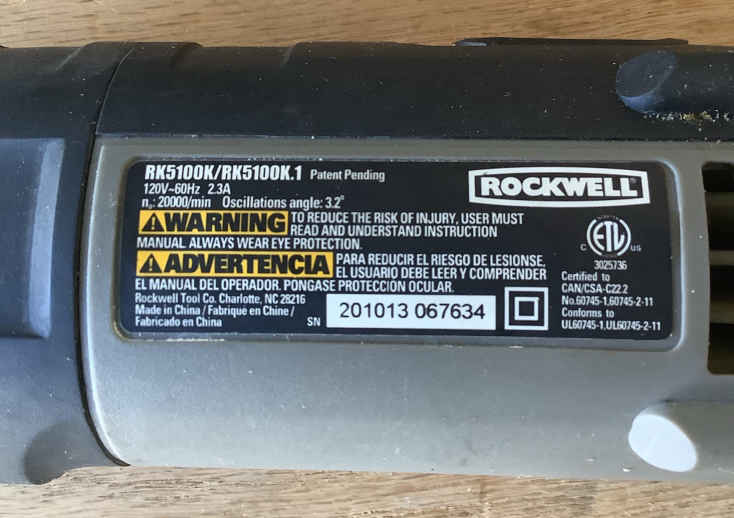 RK5100K/RK5100K.1 Patent Pending
120V~60Hz 2.3A
n₀: 20000/min Oscillations angle: 3.2°
WARNING TO REDUCE THE RISK OF INJURY, USER MUST
READ AND UNDERSTAND INSTRUCTION
MANUAL ALWAYS WEAR EYE PROTECTION.
ADVERTENCIA PARA REDUCIR EL RIESGO DE LESIONSE,
EL USUARIO DEBE LEER Y COMPRENDER
EL MANUAL DEL OPERADOR. PONGASE PROTECCION OCULAR.
Rockwell Tool Co. Charlotte, NC 28216
Made in China / Fabriqué en Chine /
Fabricado en China
SN 201013 067634
ROCKWELL
C ETL US
3025736
Certified to
CAN/CSA-C22.2
No.60745-1,60745-2-11
Conforms to
UL60745-1,UL60745-2-11